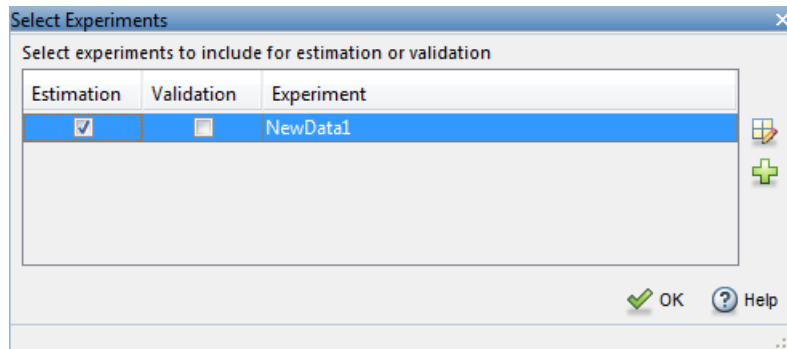 Select Experiments
Select experiments to include for estimation or validation
Estimation Validation Experiment
NewData1
OK Help